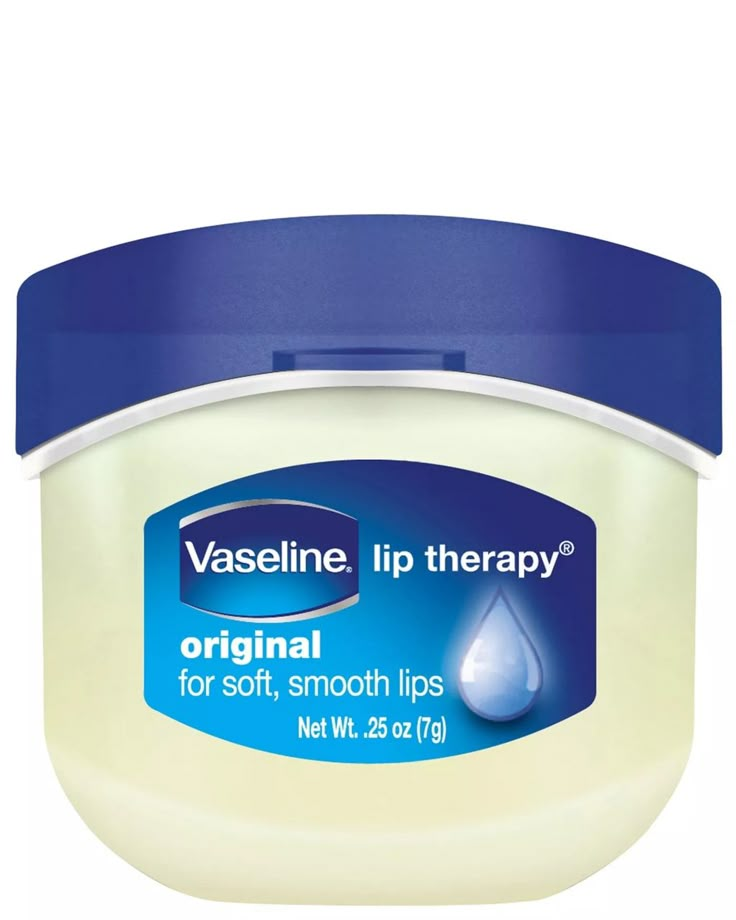 Vaseline® lip therapy®
original
for soft, smooth lips
Net Wt. .25 oz (7g)